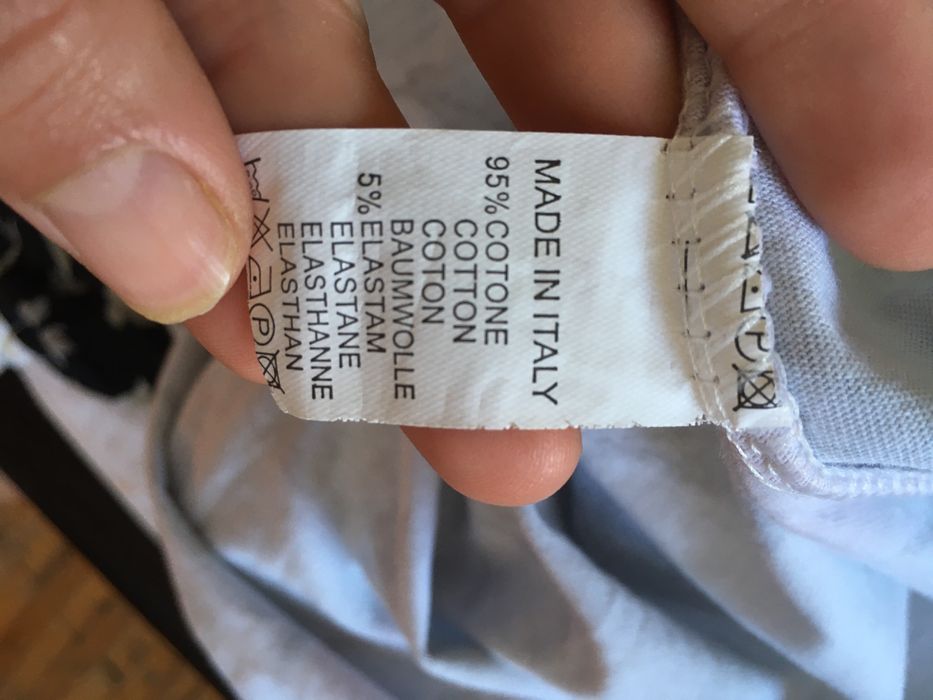 MADE IN ITALY
95% COTONE
COTTON
COTON
BAUMWOLLE
5% ELASTAM
ELASTANE
ELASTHANNE
ELASTHAN
P